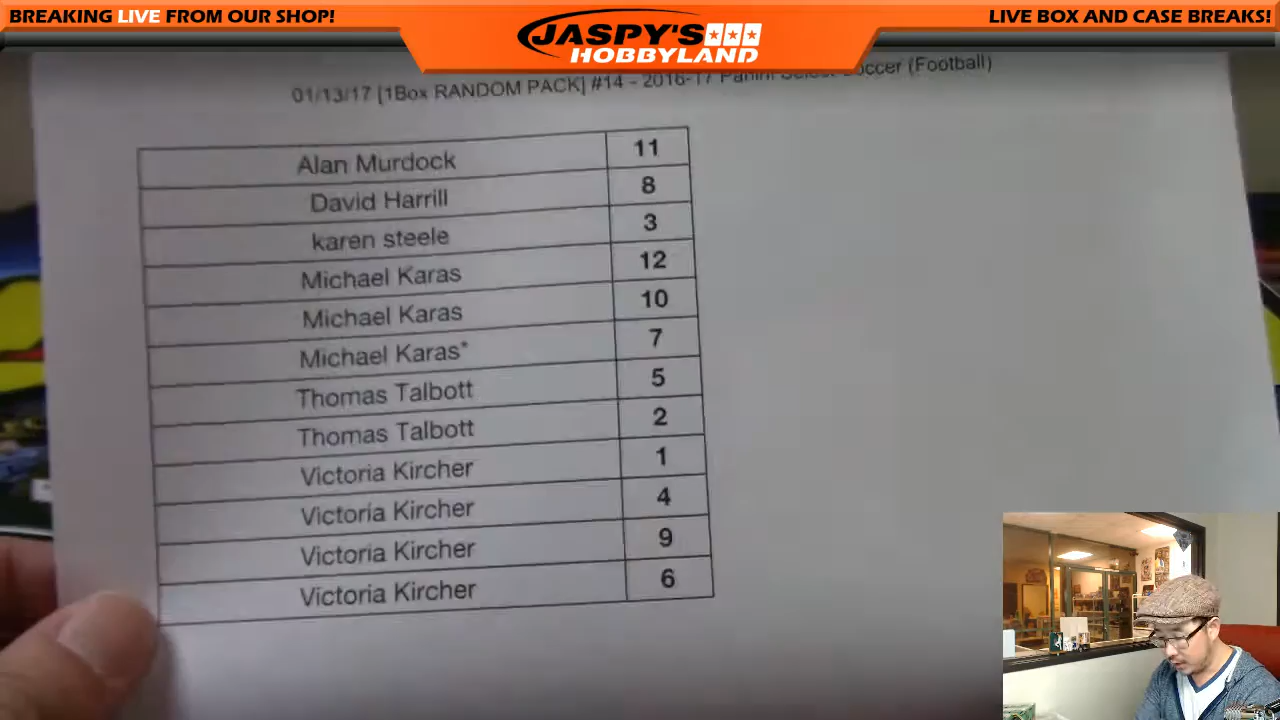 BREAKING LIVE FROM OUR SHOP!
JASPY'S
HOBBYLAND
LIVE BOX AND CASE BREAKS!
01/13/17 [1Box RANDOM PACK] #14 - 2016-17 Panini Select Soccer (Football)
Alan Murdock 11
David Harrill 8
karen steele 3
Michael Karas 12
Michael Karas 10
Michael Karas* 7
Thomas Talbott 5
Thomas Talbott 2
Victoria Kircher 1
Victoria Kircher 4
Victoria Kircher 9
Victoria Kircher 6